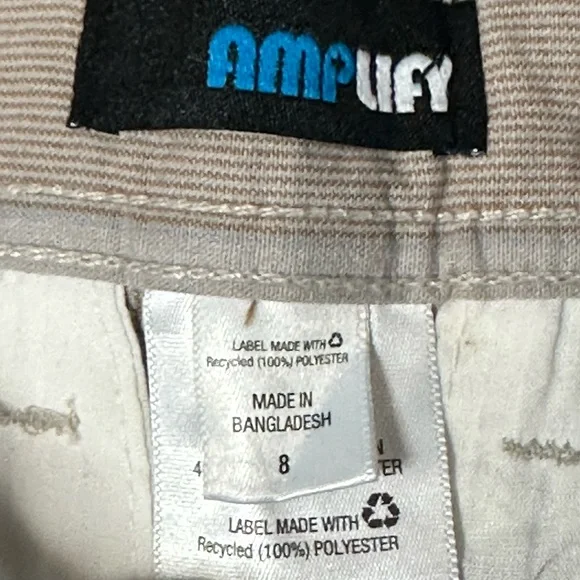 AMPLIFY
LABEL MADE WITH
Recycled (100%) POLYESTER
MADE IN
BANGLADESH
8
LABEL MADE WITH
Recycled (100%) POLYESTER